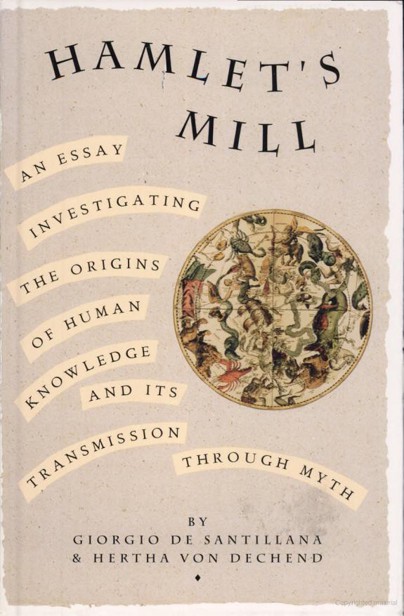 HAMLET'S
MILL
AN ESSAY
INVESTIGATING
THE ORIGINS
OF HUMAN
KNOWLEDGE
AND ITS
TRANSMISSION
THROUGH MYTH
BY
GIORGIO DE SANTILLANA
& HERTHA VON DECHEND